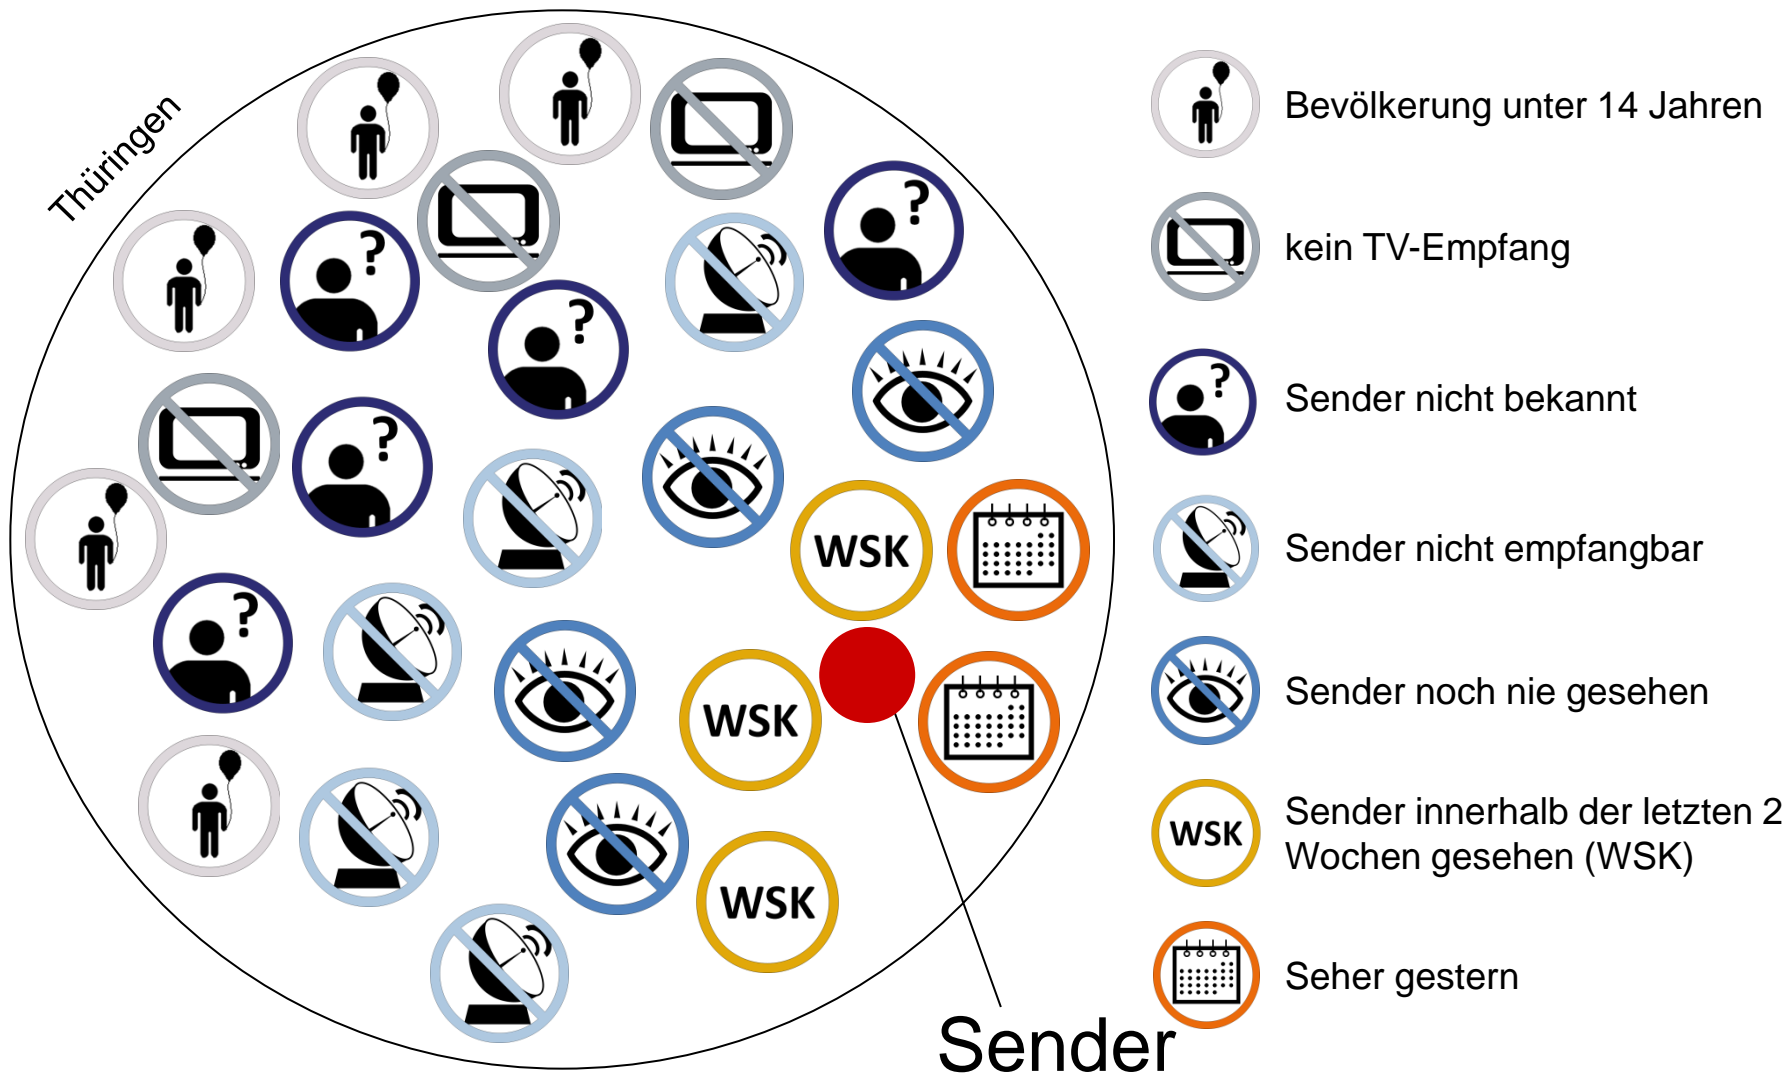 Thüringen
?
?
?
?
?
WSK
WSK
WSK
Sender
Bevölkerung unter 14 Jahren
kein TV-Empfang
?
Sender nicht bekannt
Sender nicht empfangbar
Sender noch nie gesehen
WSK
Sender innerhalb der letzten 2
Wochen gesehen (WSK)
Seher gestern